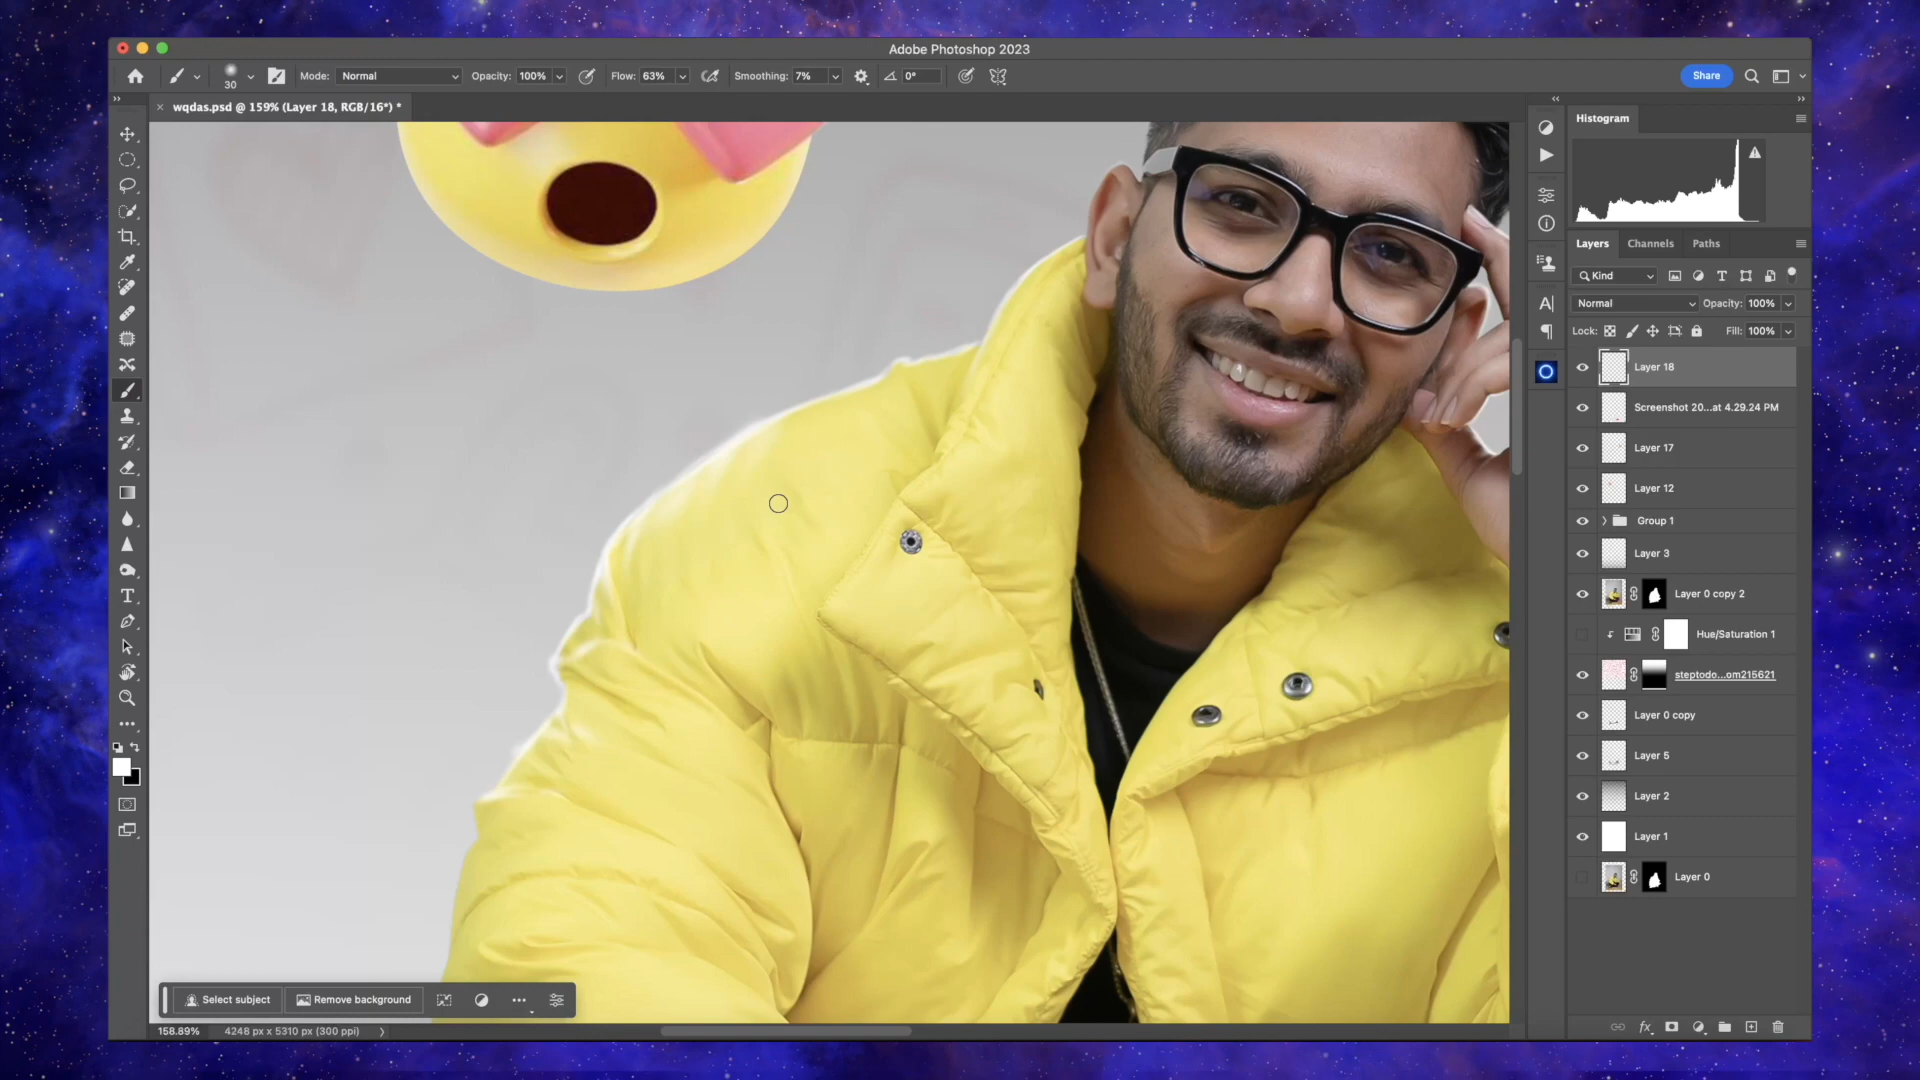 Adobe Photoshop 2023
30 Mode: Normal Opacity: 100% Flow: 63% Smoothing: 7% 0° Share
wqdas.psd @ 159% (Layer 18, RGB/16*) *
Histogram
Layers Channels Paths
Kind
Normal Opacity: 100%
Lock: Fill: 100%
Layer 18
Screenshot 20...at 4.29.24 PM
Layer 17
Layer 12
Group 1
Layer 3
Layer 0 copy 2
Hue/Saturation 1
steptodo...om215621
Layer 0 copy
Layer 5
Layer 2
Layer 1
Layer 0
Select subject Remove background
158.89% 4248 px x 5310 px (300 ppi)